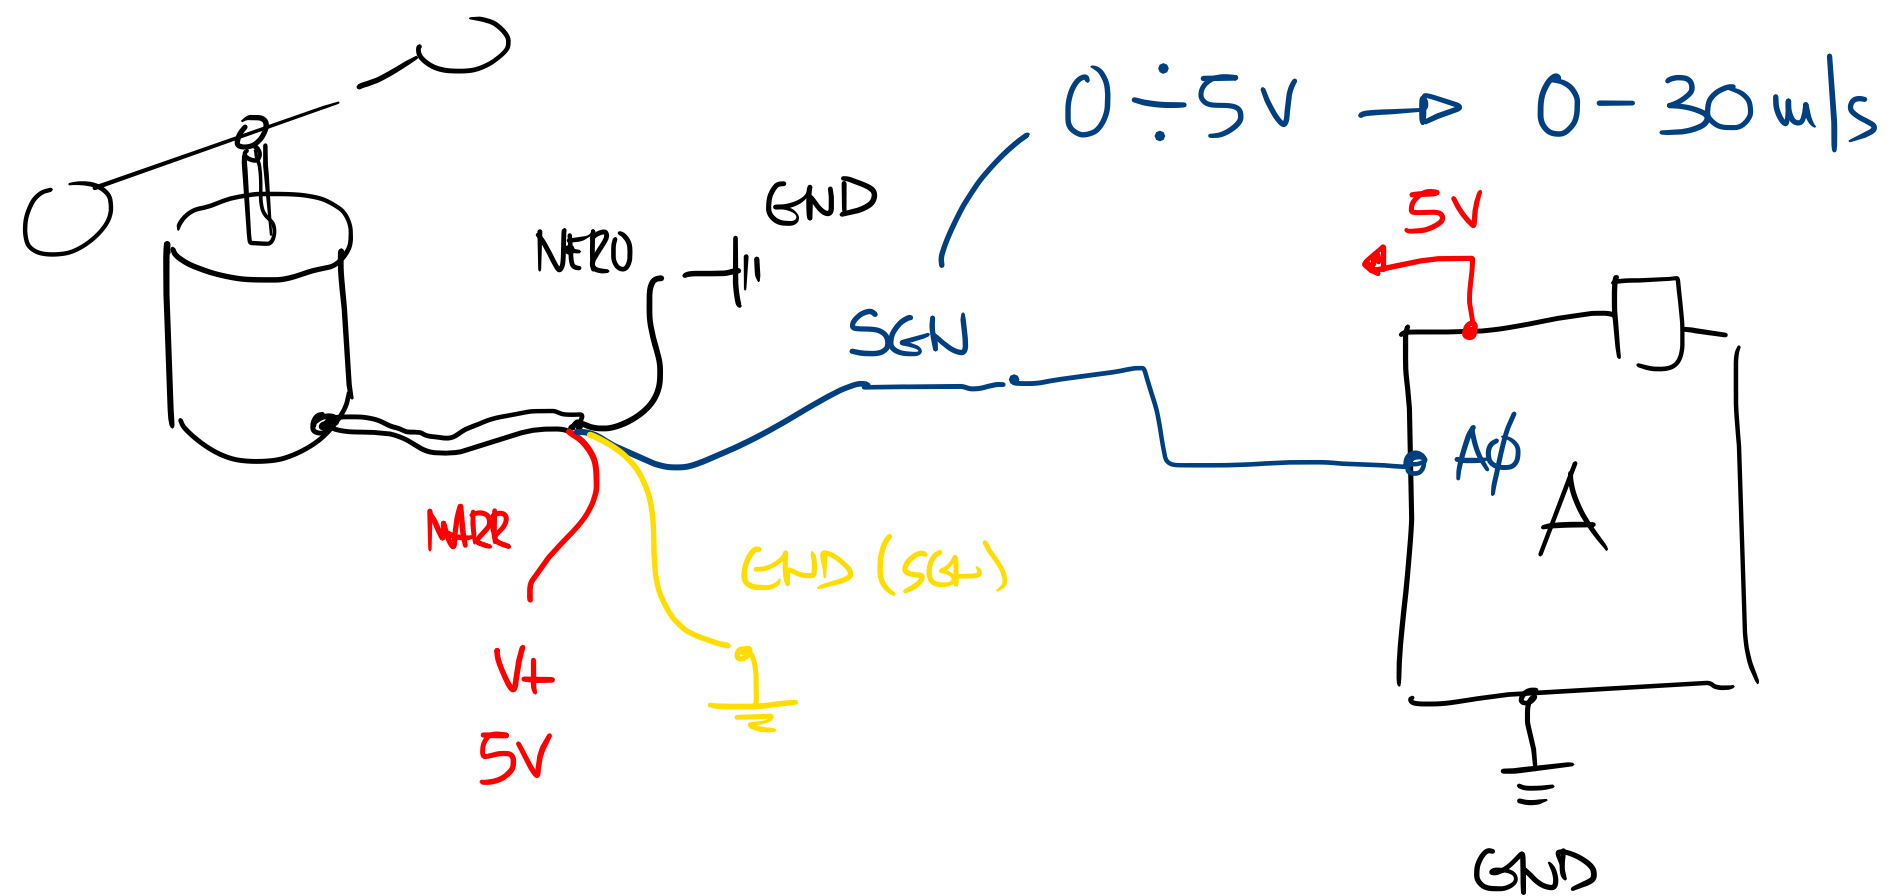 0 ÷ 5V → 0 - 30 m/s
GND
5V
NERO
SGN
AØ
A
MARR
GND (SGN)
V+
5V
GND